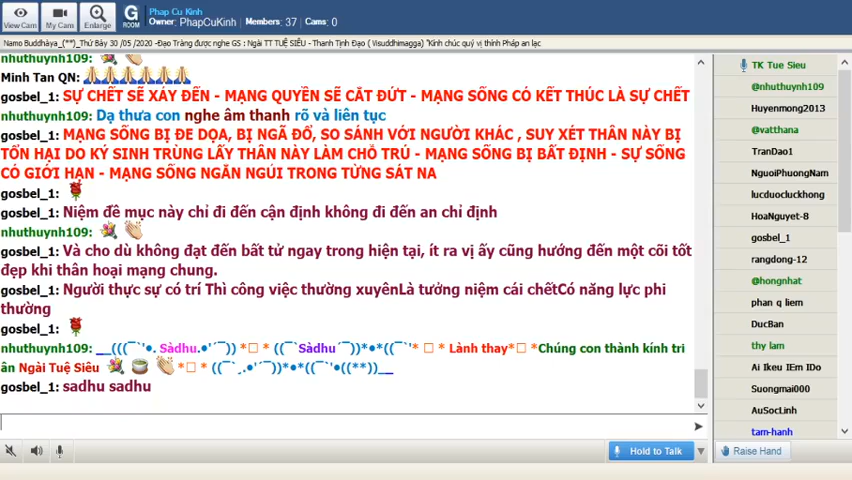 View Cam
My Cam
Enlarge
G
ROOM
Phap Cu Kinh
Owner: PhapCuKinh Members: 37 Cams: 0
Namo Buddhàya_(**)_Thứ Bảy 30 /05 /2020 -Đạo Tràng được nghe GS : Ngài TT TUỆ SIÊU - Thanh Tịnh Đạo ( Visuddhimagga) "Kính chúc quý vị thính Pháp an lạc
nhuthuynh109:
Minh Tan QN:
gosbel_1: SỰ CHẾT SẼ XẢY ĐẾN - MẠNG QUYỀN SẼ CẮT ĐỨT - MẠNG SỐNG CÓ KẾT THÚC LÀ SỰ CHẾT
nhuthuynh109: Dạ thưa con nghe âm thanh rõ và liên tục
gosbel_1: MẠNG SỐNG BỊ ĐE DỌA, BỊ NGÃ ĐỔ, SO SÁNH VỚI NGƯỜI KHÁC , SUY XÉT THÂN NÀY BỊ
TỔN HẠI DO KÝ SINH TRÙNG LẤY THÂN NÀY LÀM CHỖ TRÚ - MẠNG SỐNG BỊ BẤT ĐỊNH - SỰ SỐNG
CÓ GIỚI HẠN - MẠNG SỐNG NGẮN NGÚI TRONG TỪNG SÁT NA
gosbel_1:
gosbel_1: Niệm đề mục này chỉ đi đến cận định không đi đến an chỉ định
nhuthuynh109:
gosbel_1: Và cho dù không đạt đến bất tử ngay trong hiện tại, ít ra vị ấy cũng hướng đến một cõi tốt
đẹp khi thân hoại mạng chung.
gosbel_1: Người thực sự có trí Thì công việc thường xuyênLà tưởng niệm cái chếtCó năng lực phi
thường
gosbel_1:
nhuthuynh109: __(((¯`'•. Sàdhu.•'´¯)) *□ * ((¯`Sàdhu´¯))*•*((¯`'* □ * Lành thay*□ *Chúng con thành kính tri
ân Ngài Tuệ Siêu *□ * ((¯`.•'´¯))*•*((¯`'•((**))__
gosbel_1: sadhu sadhu
Hold to Talk
TK Tue Sieu
@nhuthuynh109
Huyenmong2013
@vatthana
TranDao1
NguoiPhuongNam
lucduocluckhong
HoaNguyet-8
gosbel_1
rangdong-12
@hongnhat
phan q liem
DucBan
thy lam
Ai Ikeu IEm IDo
Suongmai000
AuSocLinh
tam-hanh
Raise Hand